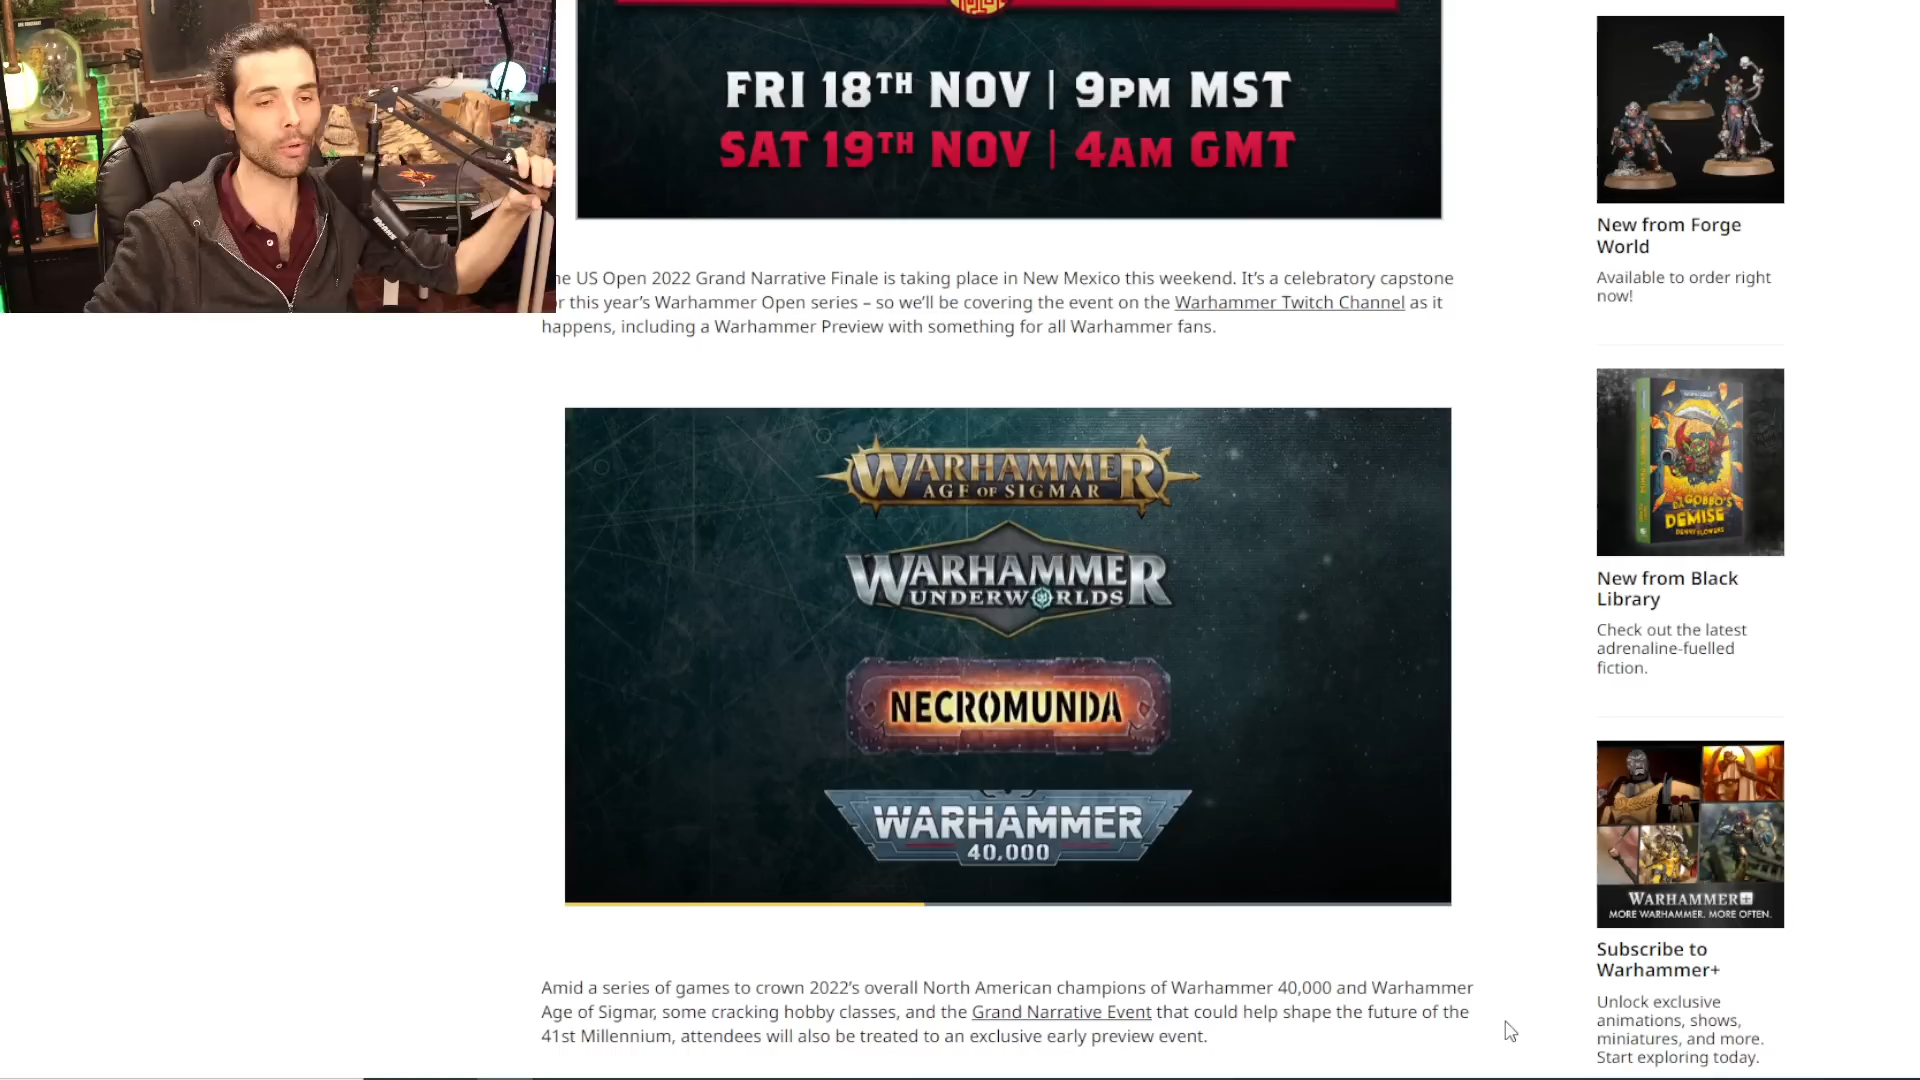 FRI 18TH NOV | 9PM MST
SAT 19TH NOV | 4AM GMT
US Open 2022 Grand Narrative Finale is taking place in New Mexico this weekend. It's a celebratory capstone
this year's Warhammer Open series – so we'll be covering the event on the Warhammer Twitch Channel as it
happens, including a Warhammer Preview with something for all Warhammer fans.
WARHAMMER
AGE OF SIGMAR
WARHAMMER
UNDERWORLDS
NECROMUNDA
WARHAMMER
40,000
Amid a series of games to crown 2022's overall North American champions of Warhammer 40,000 and Warhammer
Age of Sigmar, some cracking hobby classes, and the Grand Narrative Event that could help shape the future of the
41st Millennium, attendees will also be treated to an exclusive early preview event.
New from Forge
World
Available to order right
now!
DA GOBBO'S
DEMISE
DENNY FLOWERS
New from Black
Library
Check out the latest
adrenaline-fuelled
fiction.
WARHAMMER+
MORE WARHAMMER. MORE OFTEN.
Subscribe to
Warhammer+
Unlock exclusive
animations, shows,
miniatures, and more.
Start exploring today.